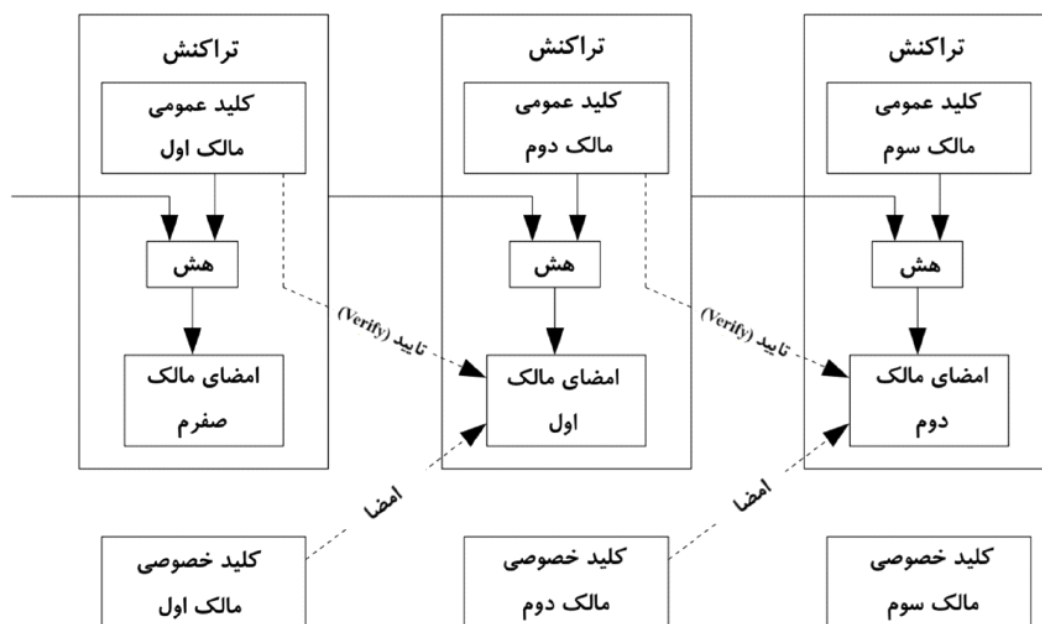 تراکنش
کلید عمومی
مالک اول
هش
امضای مالک
صفرم
تایید (Verify)
امضا
کلید خصوصی
مالک اول
تراکنش
کلید عمومی
مالک دوم
هش
امضای مالک
اول
تایید (Verify)
امضا
کلید خصوصی
مالک دوم
تراکنش
کلید عمومی
مالک سوم
هش
امضای مالک
دوم
کلید خصوصی
مالک سوم